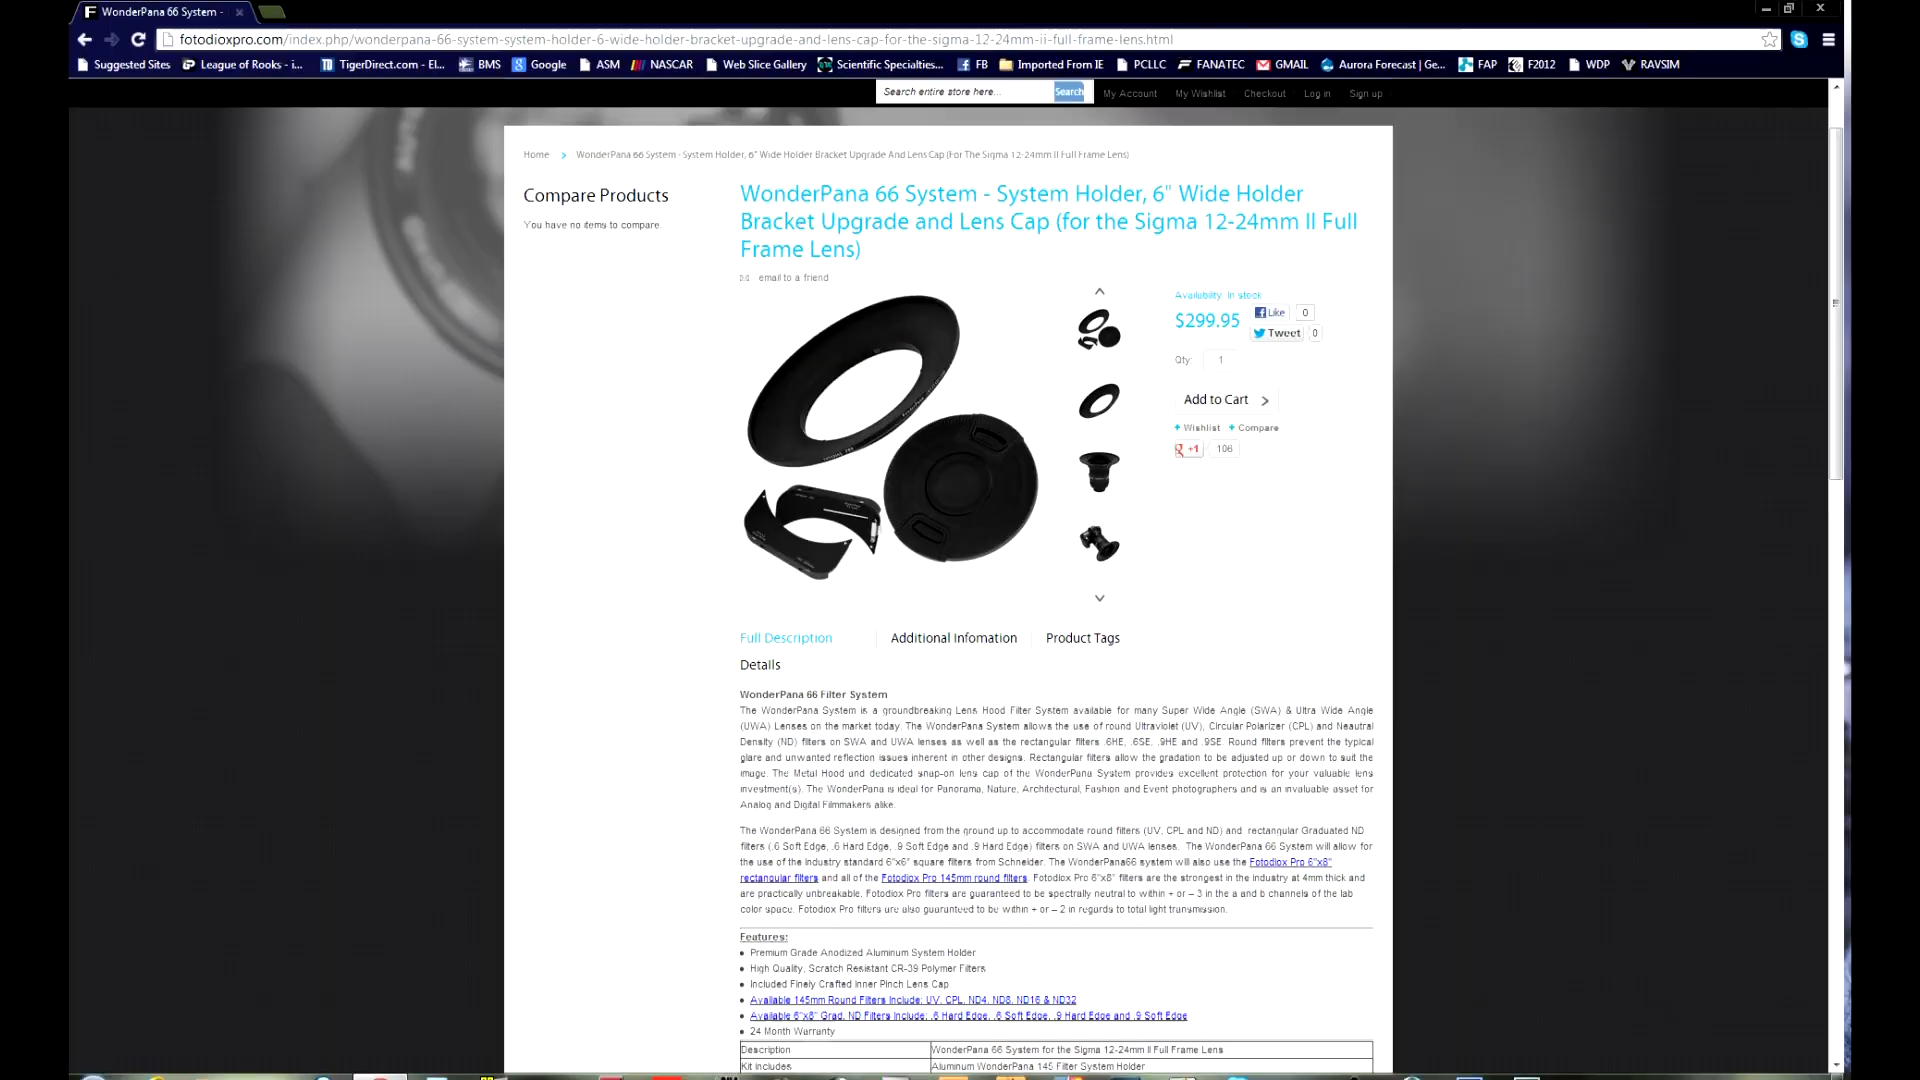 WonderPana 66 System -
fotodioxpro.com/index.php/wonderpana-66-system-system-holder-6-wide-holder-bracket-upgrade-and-lens-cap-for-the-sigma-12-24mm-ii-full-frame-lens.html
Suggested Sites League of Rooks - i... TigerDirect.com - El... BMS Google ASM NASCAR Web Slice Gallery Scientific Specialties... FB Imported From IE PCLLC FANATEC GMAIL Aurora Forecast | Ge... FAP F2012 WDP RAVSIM
Search entire store here... Search My Account My Wishlist Checkout Log in Sign up
Home > WonderPana 66 System - System Holder, 6" Wide Holder Bracket Upgrade And Lens Cap (For The Sigma 12-24mm II Full Frame Lens)
Compare Products
You have no items to compare.
WonderPana 66 System - System Holder, 6" Wide Holder
Bracket Upgrade and Lens Cap (for the Sigma 12-24mm II Full
Frame Lens)
email to a friend
Availability In stock
$299.95
Like 0
Tweet 0
Qty: 1
Add to Cart
+ Wishlist + Compare
+1 106
Full Description Additional Infomation Product Tags
Details
WonderPana 66 Filter System
The WonderPana System is a groundbreaking Lens Hood Filter System available for many Super Wide Angle (SWA) & Ultra Wide Angle
(UWA) Lenses on the market today. The WonderPana System allows the use of round Ultraviolet (UV), Circular Polarizer (CPL) and Neautral
Density (ND) filters on SWA and UWA lenses as well as the rectangular filters .6HE, .6SE, .9HE and .9SE. Round filters prevent the typical
glare and unwanted reflection issues inherent in other designs. Rectangular filters allow the gradation to be adjusted up or down to suit the
image. The Metal Hood and dedicated snap-on lens cap of the WonderPana System provides excellent protection for your valuable lens
investment(s). The WonderPana is ideal for Panorama, Nature, Architectural, Fashion and Event photographers and is an invaluable asset for
Analog and Digital Filmmakers alike.
The WonderPana 66 System is designed from the ground up to accommodate round filters (UV, CPL and ND) and rectangular Graduated ND
filters (.6 Soft Edge, .6 Hard Edge, .9 Soft Edge and .9 Hard Edge) filters on SWA and UWA lenses. The WonderPana 66 System will allow for
the use of the industry standard 6"x6" square filters from Schneider. The WonderPana66 system will also use the Fotodiox Pro 6"x8"
rectangular filters and all of the Fotodiox Pro 145mm round filters. Fotodiox Pro 6"x8" filters are the strongest in the industry at 4mm thick and
are practically unbreakable. Fotodiox Pro filters are guaranteed to be spectrally neutral to within + or – 3 in the a and b channels of the lab
color space. Fotodiox Pro filters are also guaranteed to be within + or – 2 in regards to total light transmission.
Features:
• Premium Grade Anodized Aluminum System Holder
• High Quality, Scratch Resistant CR-39 Polymer Filters
• Included Finely Crafted Inner Pinch Lens Cap
• Available 145mm Round Filters Include: UV, CPL, ND4, ND8, ND16 & ND32
• Available 6"x8" Grad. ND Filters Include: .6 Hard Edge, .6 Soft Edge, .9 Hard Edge and .9 Soft Edge
• 24 Month Warranty
Description WonderPana 66 System for the Sigma 12-24mm II Full Frame Lens
Kit includes Aluminum WonderPana 145 Filter System Holder